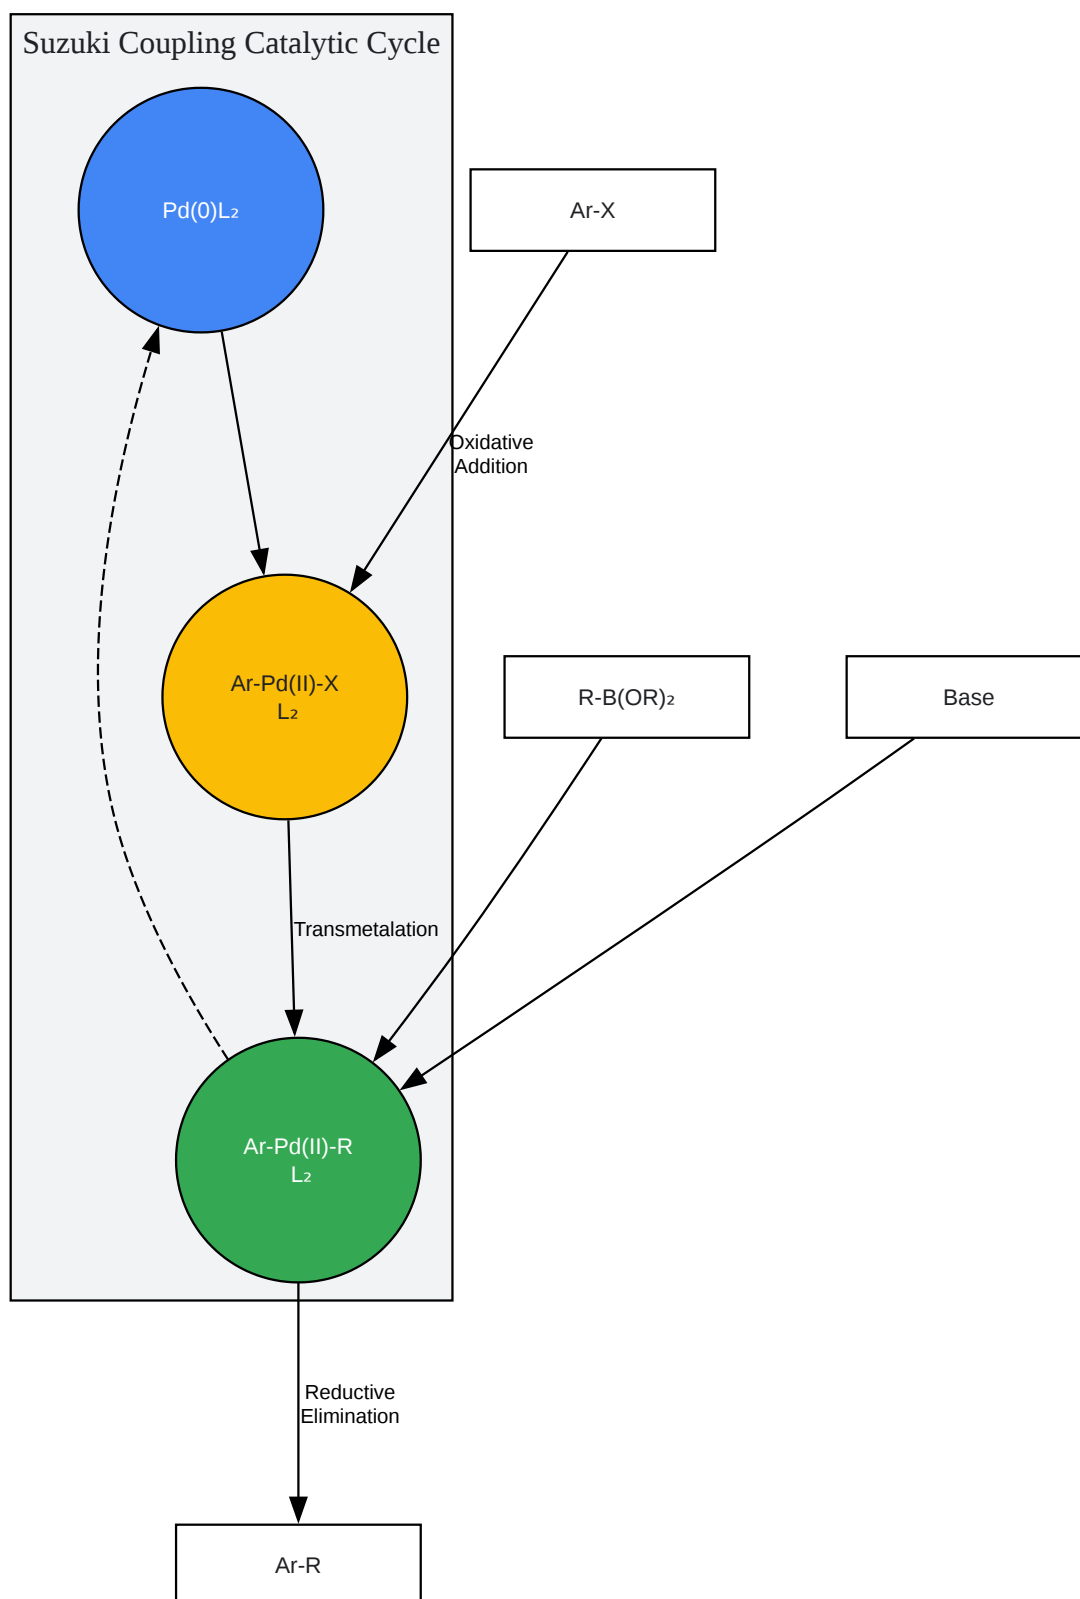 Suzuki Coupling Catalytic Cycle
Pd(0)L₂
Ar-X
Oxidative
Addition
Ar-Pd(II)-X
L₂
R-B(OR)₂
Base
Transmetalation
Ar-Pd(II)-R
L₂
Reductive
Elimination
Ar-R